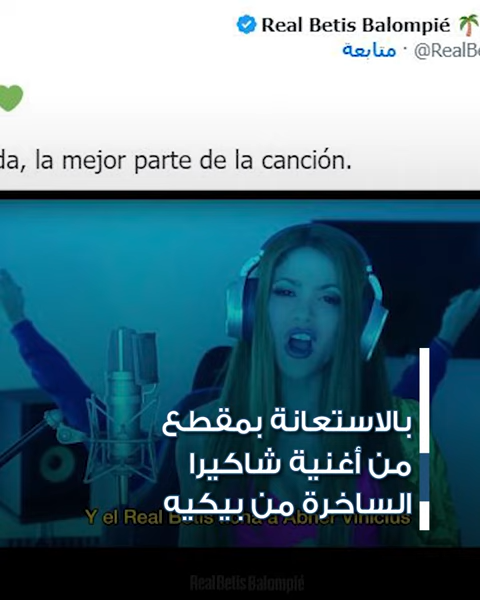 Real Betis Balompié
@RealBe · متابعة
da, la mejor parte de la canción.
بالاستعانة بمقطع
من أغنية شاكيرا
الساخرة من بيكيه
Y el Real Betis a Abner Vinicius
Real Betis Balompié